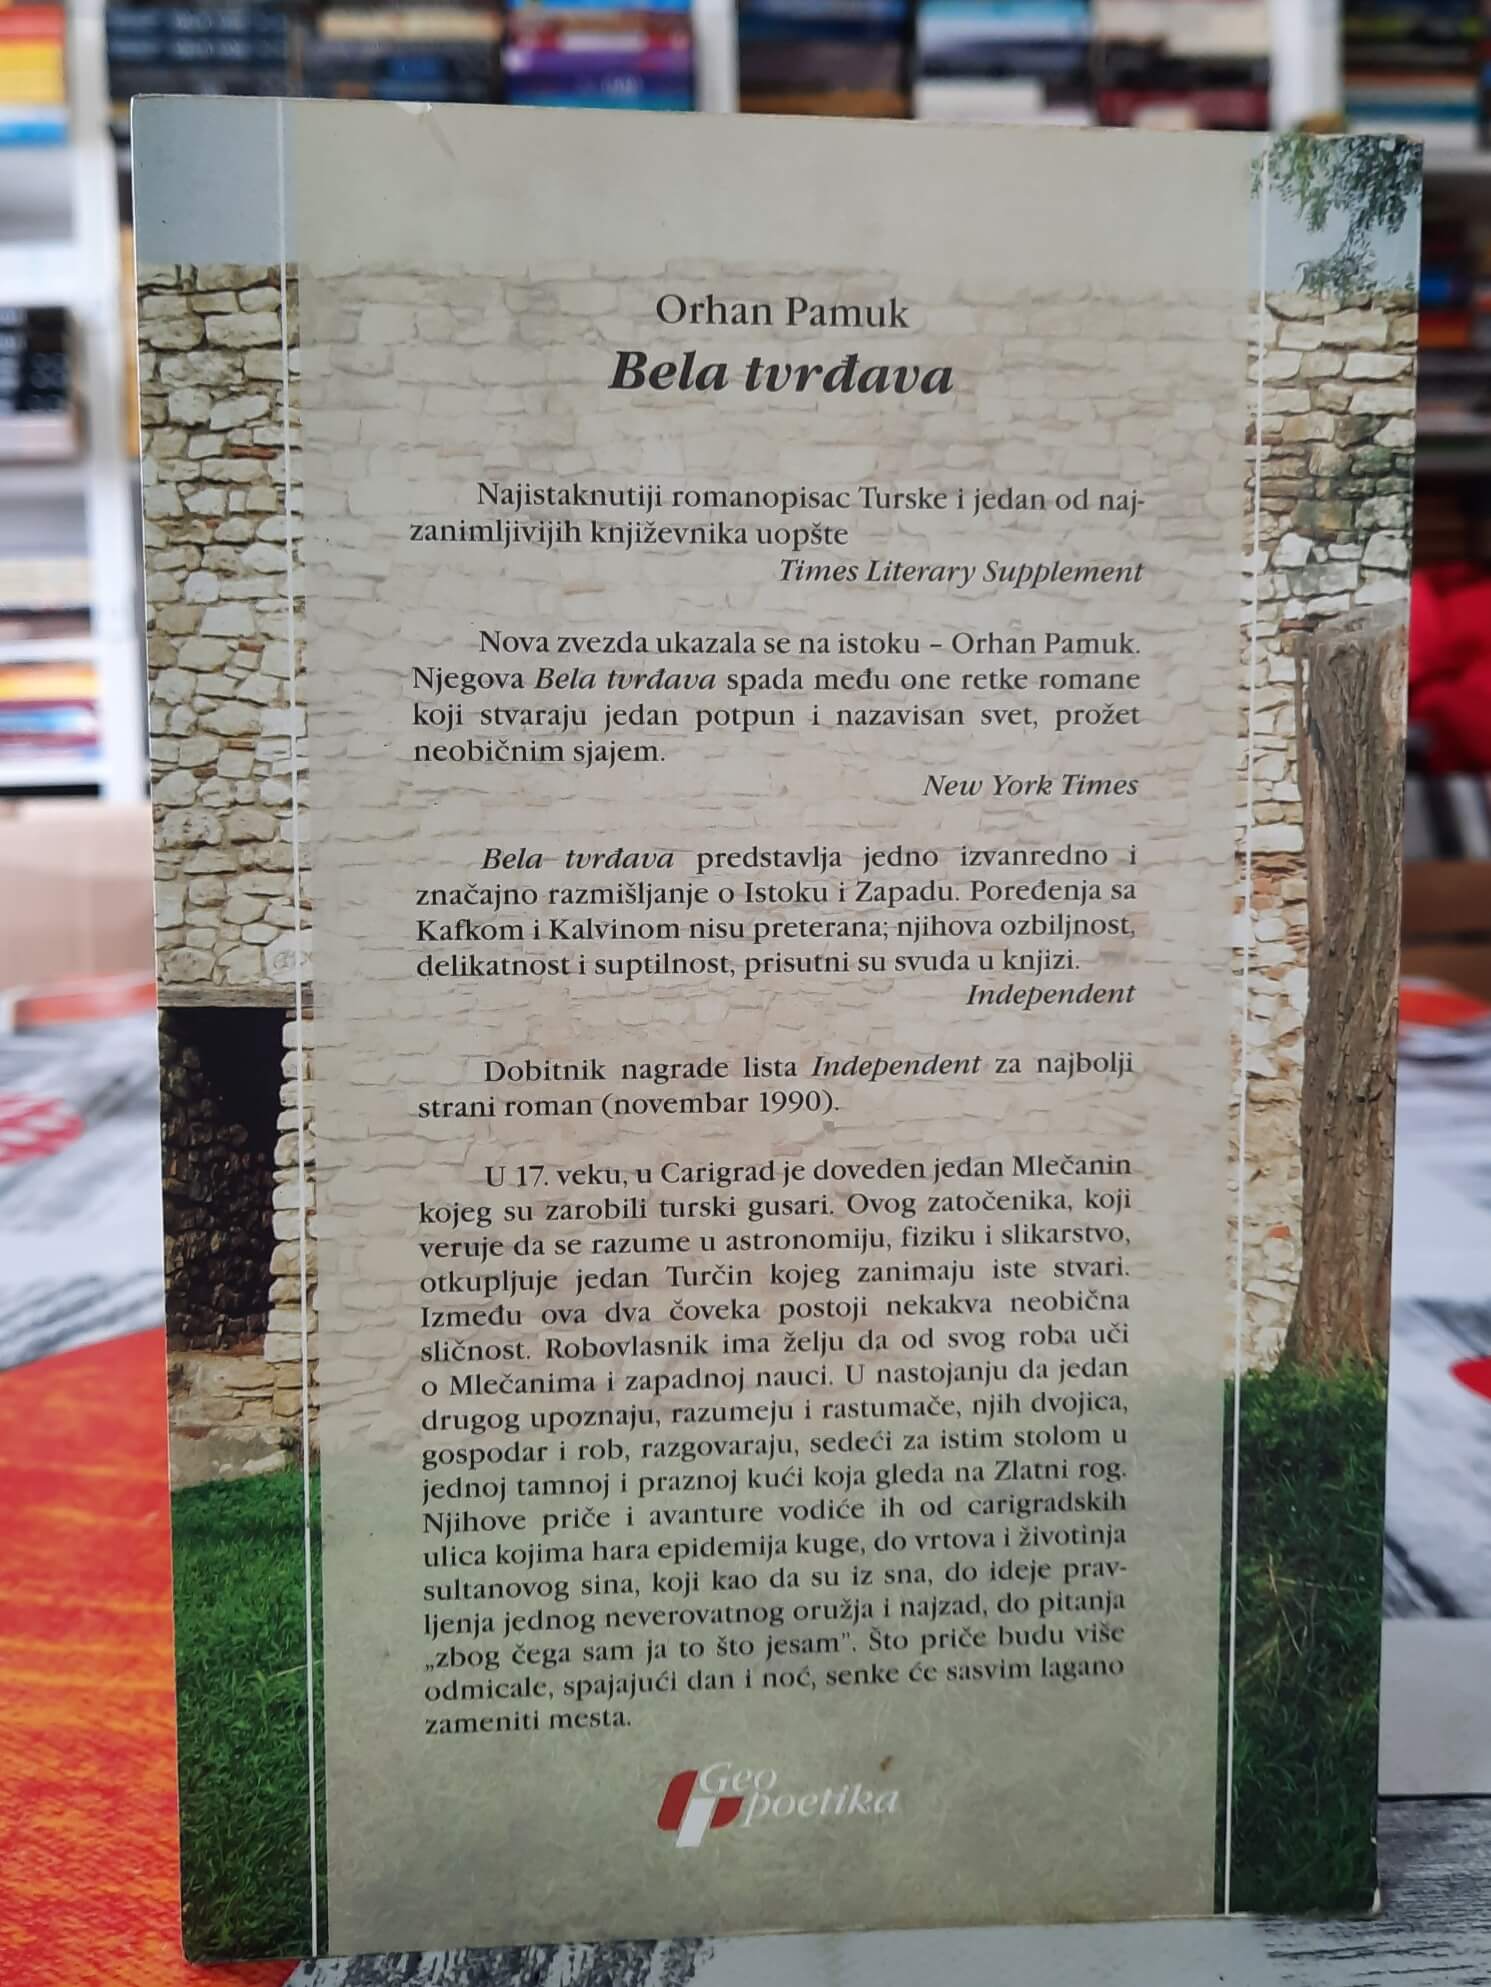 Orhan Pamuk
Bela tvrđava
Najistaknutiji romanopisac Turske i jedan od naj-
zanimljivijih književnika uopšte
Times Literary Supplement
Nova zvezda ukazala se na istoku – Orhan Pamuk.
Njegova Bela tvrđava spada među one retke romane
koji stvaraju jedan potpun i nazavisan svet, prožet
neobičnim sjajem.
New York Times
Bela tvrđava predstavlja jedno izvanredno i
značajno razmišljanje o Istoku i Zapadu. Poređenja sa
Kafkom i Kalvinom nisu preterana; njihova ozbiljnost,
delikatnost i suptilnost, prisutni su svuda u knjizi.
Independent
Dobitnik nagrade lista Independent za najbolji
strani roman (novembar 1990).
U 17. veku, u Carigrad je doveden jedan Mlečanin
kojeg su zarobili turski gusari. Ovog zatočenika, koji
veruje da se razume u astronomiju, fiziku i slikarstvo,
otkupljuje jedan Turčin kojeg zanimaju iste stvari.
Između ova dva čoveka postoji nekakva neobična
sličnost. Robovlasnik ima želju da od svog roba uči
o Mlečanima i zapadnoj nauci. U nastojanju da jedan
drugog upoznaju, razumeju i rastumače, njih dvojica,
gospodar i rob, razgovaraju, sedeći za istim stolom u
jednoj tamnoj i praznoj kući koja gleda na Zlatni rog.
Njihove priče i avanture vodiće ih od carigradskih
ulica kojima hara epidemija kuge, do vrtova i životinja
sultanovog sina, koji kao da su iz sna, do ideje prav-
ljenja jednog neverovatnog oružja i najzad, do pitanja
„zbog čega sam ja to što jesam”. Što priče budu više
odmicale, spajajući dan i noć, senke će sasvim lagano
zameniti mesta.
Geo
poetika